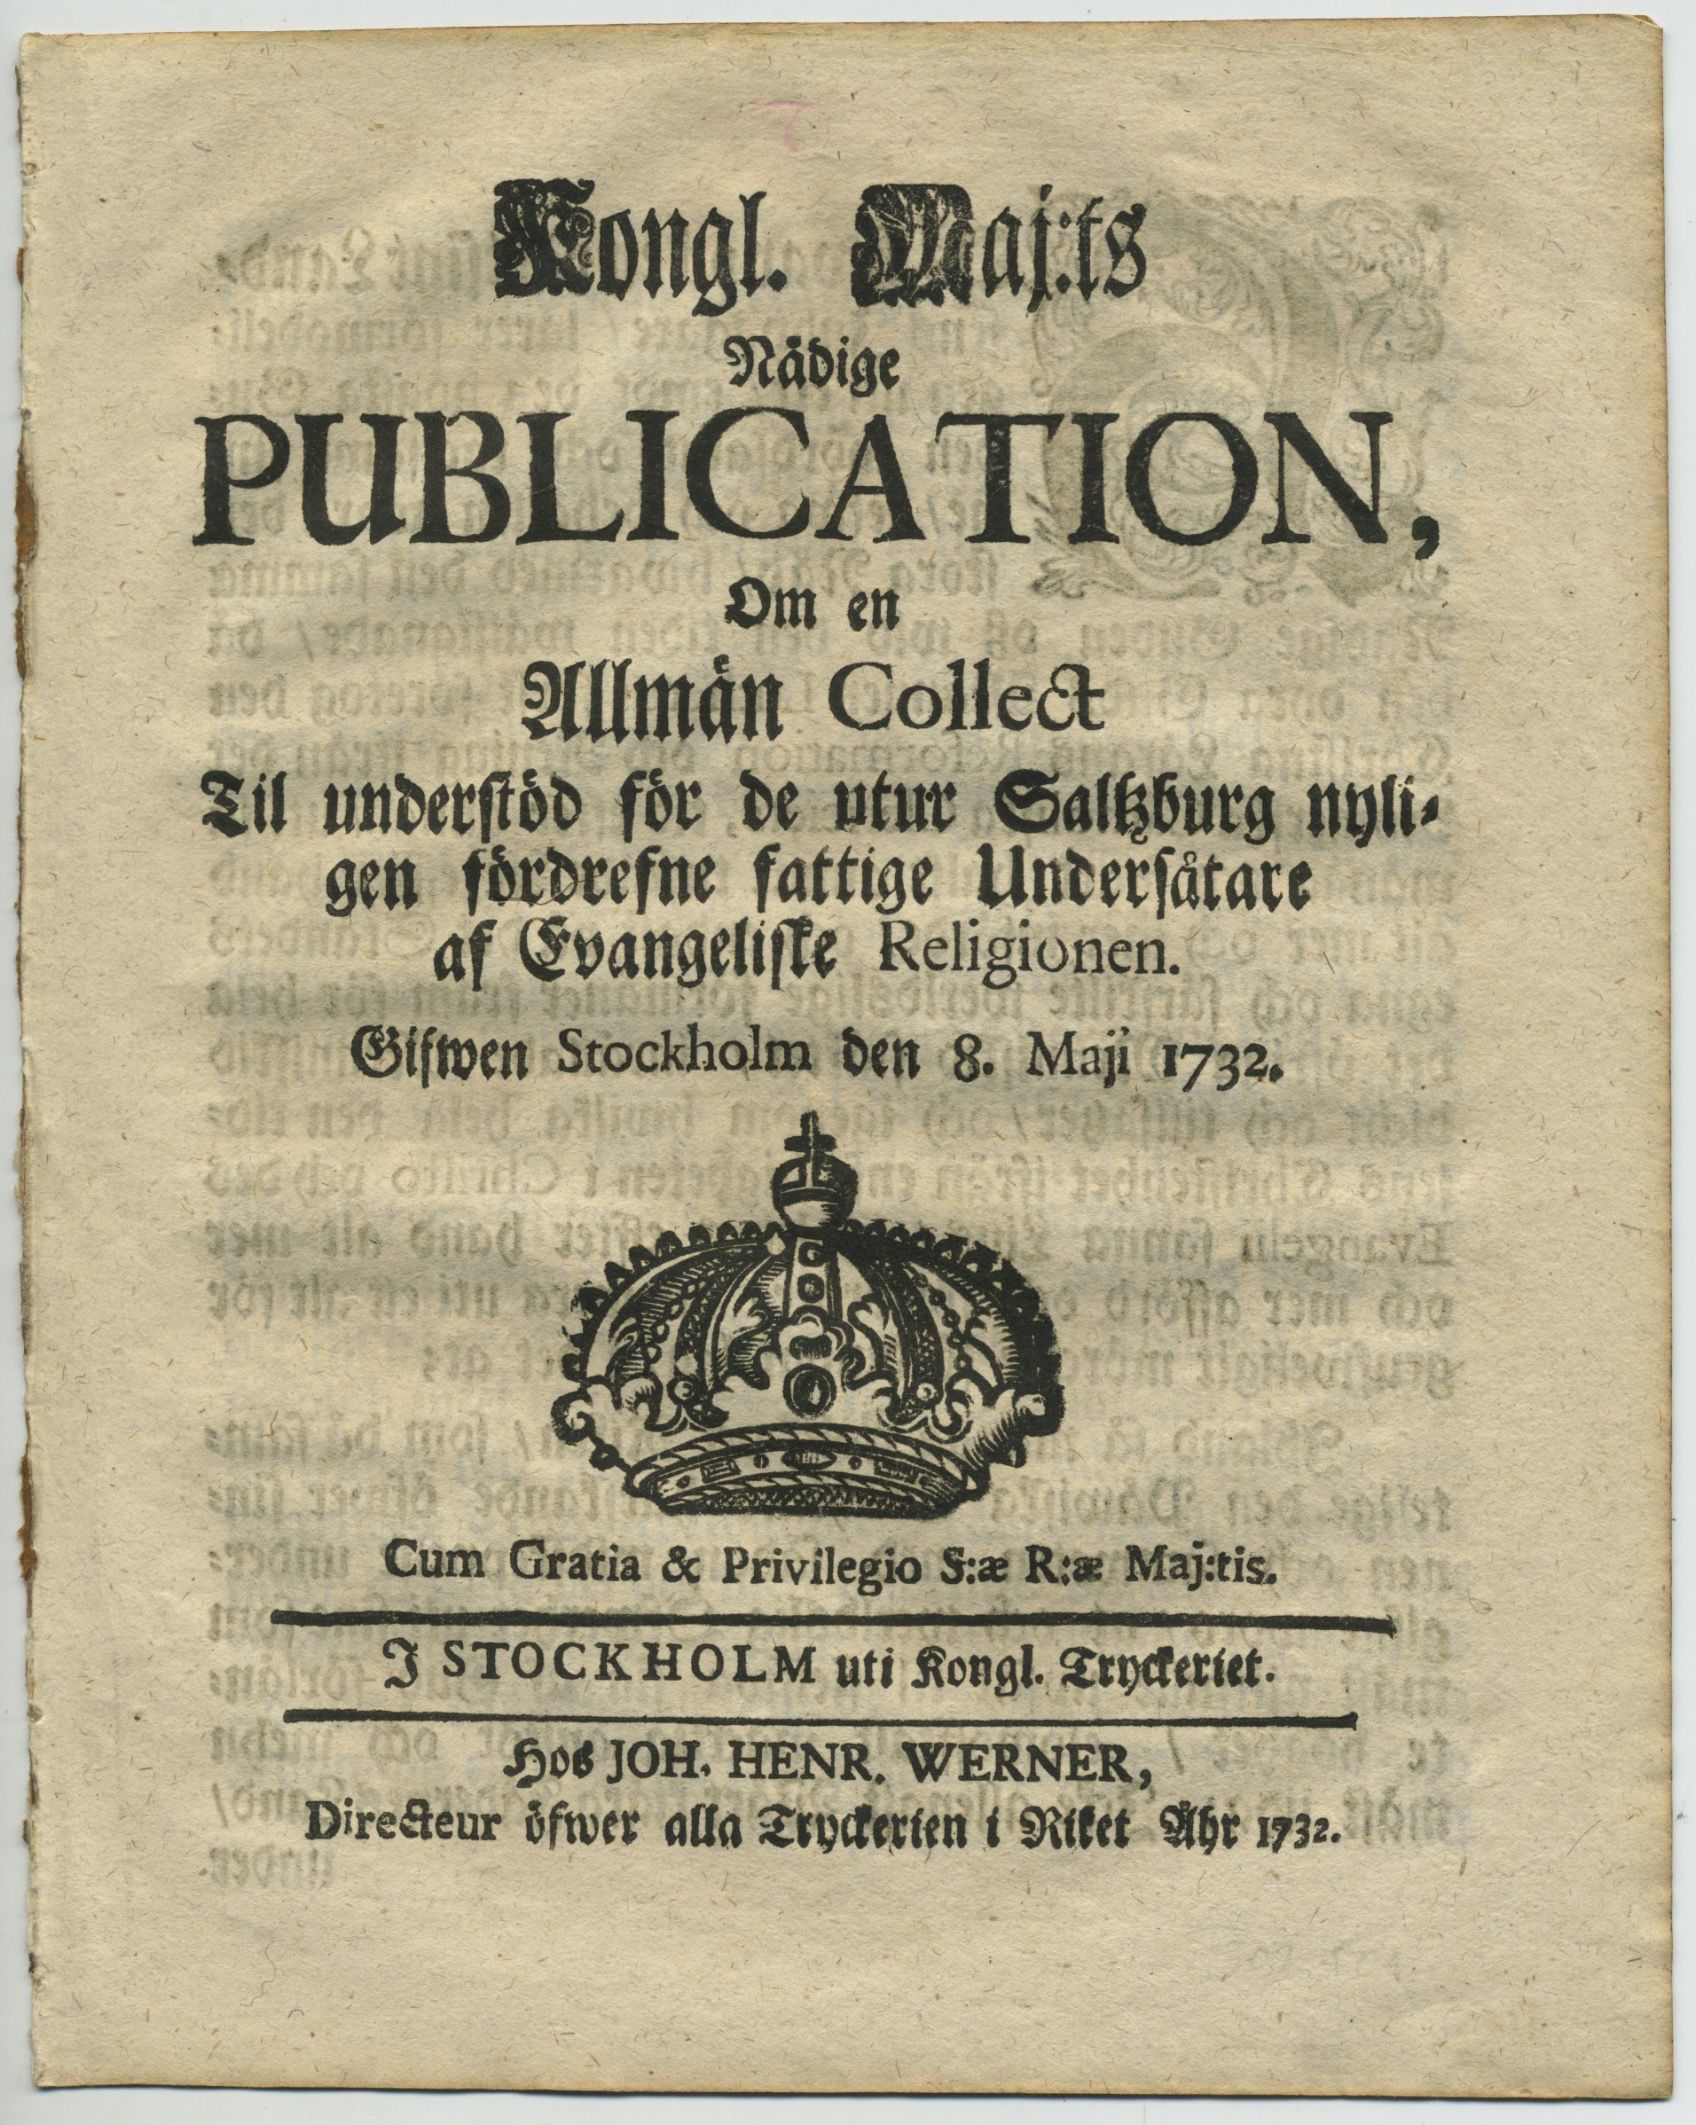 Kongl. Maj:ts
Nådige
PUBLICATION,
Om en
Allmän Collect
Til understöd för de utur Saltzburg nyli-
gen fördrefne fattige Undersåtare
af Evangeliske Religionen.
Gifwen Stockholm den 8. Maji 1732.
Cum Gratia & Privilegio S:æ R:æ Maj:tis.
J STOCKHOLM uti Kongl. Tryckeriet.
Hos JOH. HENR. WERNER,
Directeur öfwer alla Tryckerien i Riket Åhr 1732.